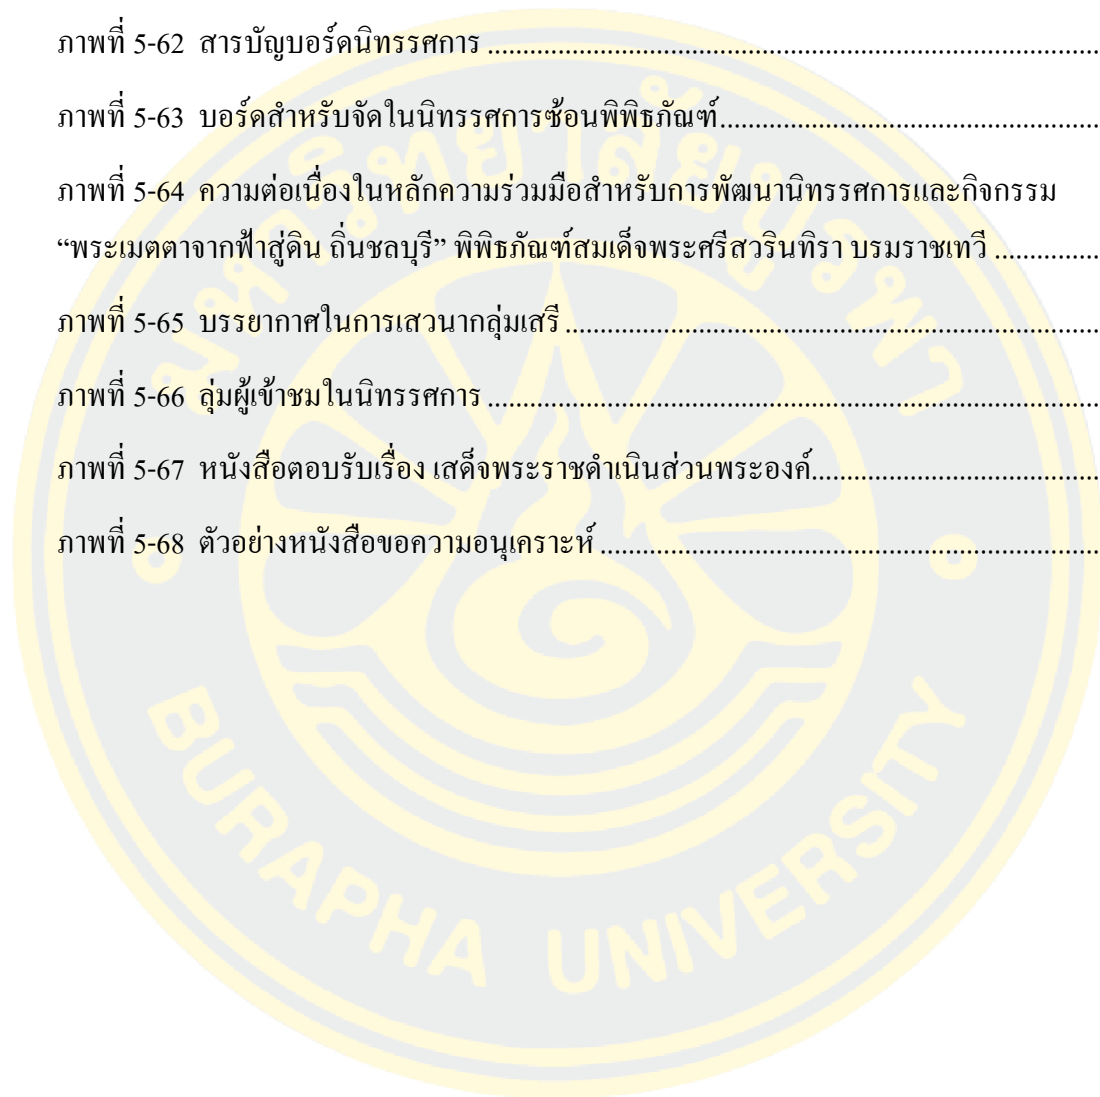 ภาพที่ 5-62 สารบัญบอร์ดนิทรรศการ ................................................................................................
ภาพที่ 5-63 บอร์ดสำหรับจัดในนิทรรศการซ้อนพิพิธภัณฑ์..........................................................
ภาพที่ 5-64 ความต่อเนื่องในหลักความร่วมมือสำหรับการพัฒนานิทรรศการและกิจกรรม
“พระเมตตาจากฟ้าสู่ดิน ถิ่นชลบุรี” พิพิธภัณฑ์สมเด็จพระศรีสวรินทิรา บรมราชเทวี ................
ภาพที่ 5-65 บรรยากาศในการเสวนากลุ่มเสรี ..............................................................................
ภาพที่ 5-66 ลุ่มผู้เข้าชมในนิทรรศการ ........................................................................................
ภาพที่ 5-67 หนังสือตอบรับเรื่อง เสด็จพระราชดำเนินส่วนพระองค์............................................
ภาพที่ 5-68 ตัวอย่างหนังสือขอความอนุเคราะห์ .........................................................................
มหาวิทยาลัยบูรพา
BURAPHA UNIVERSITY